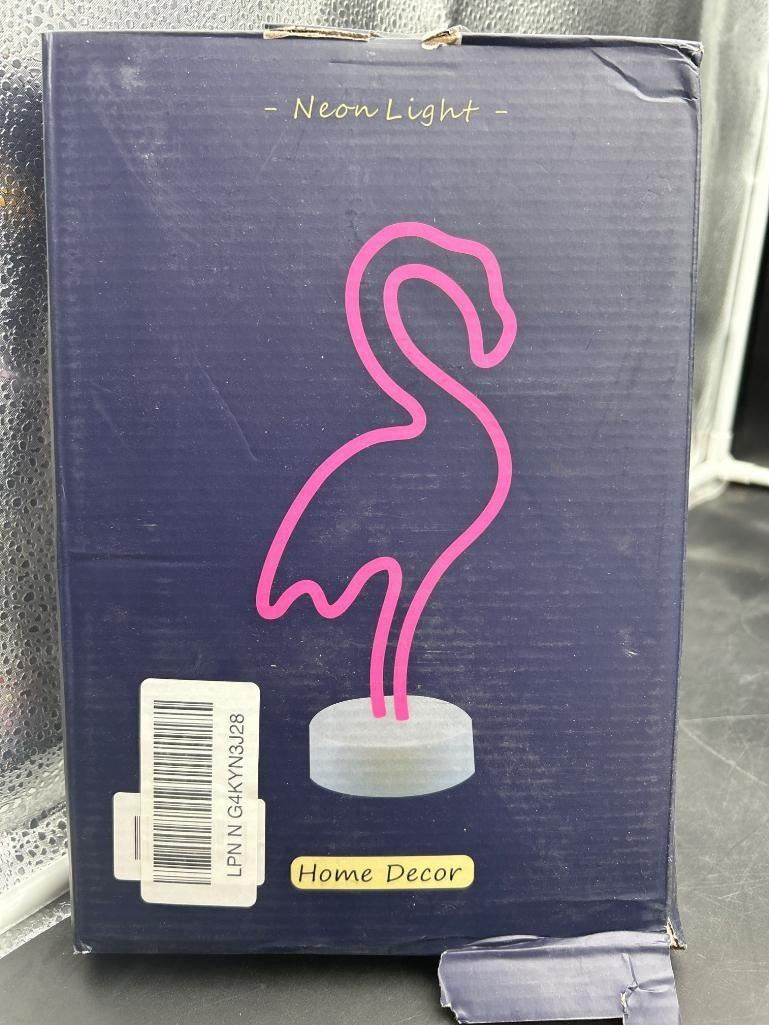 - Neon Light -
LPN N G4KYN3J28
Home Decor